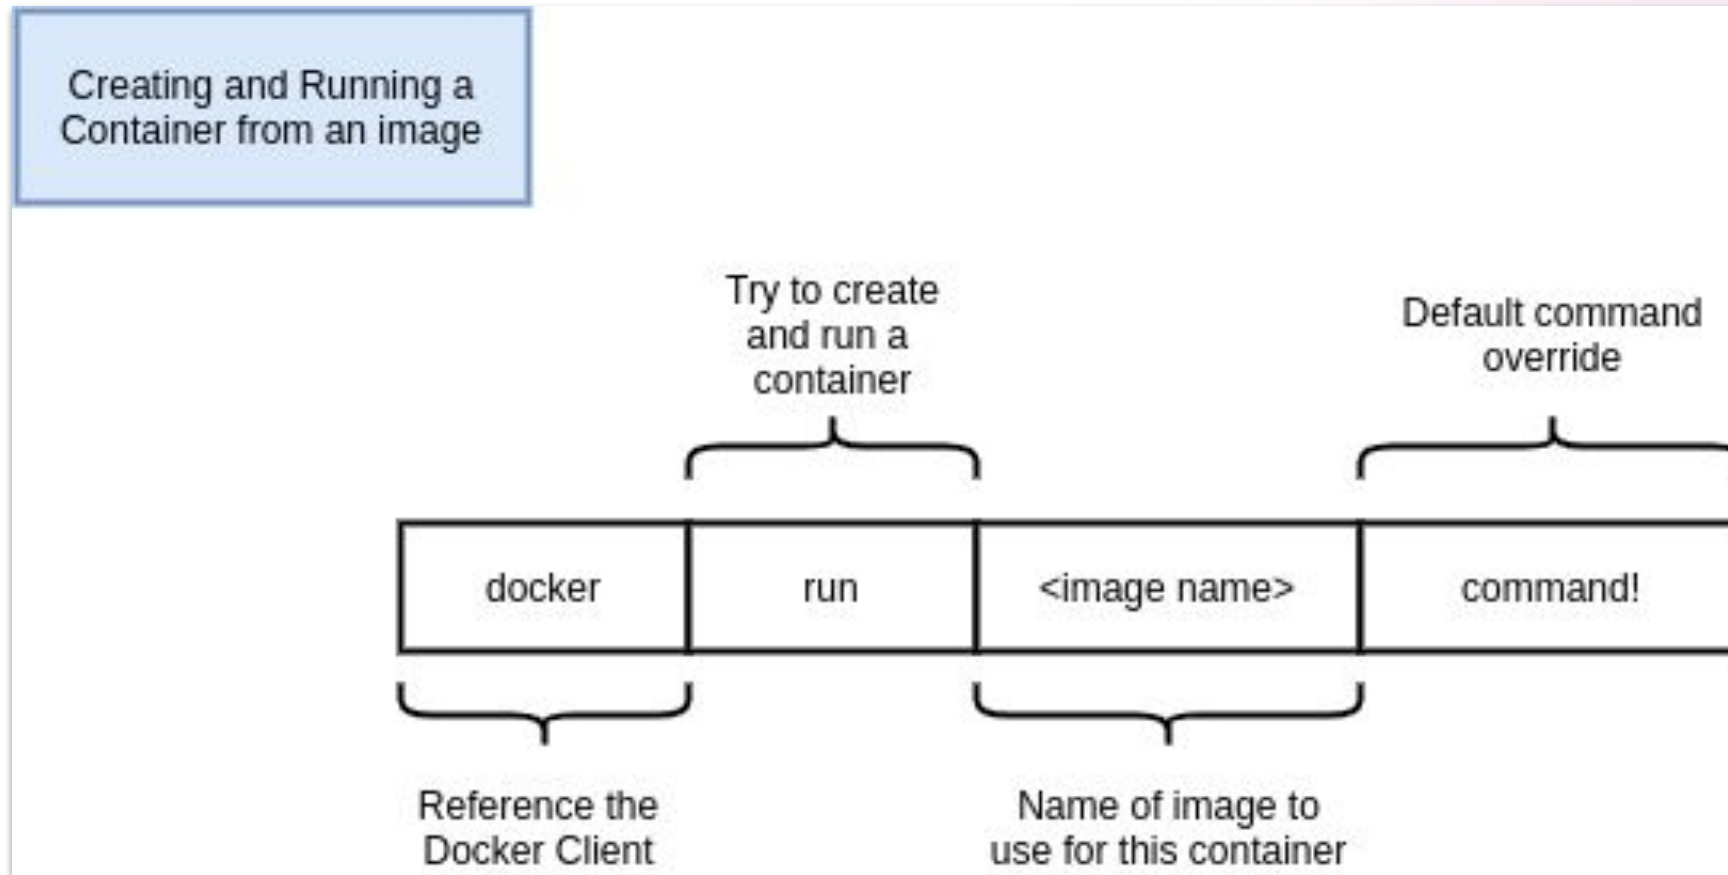 Creating and Running a
Container from an image
Try to create
and run a
container
Default command
override
docker
run
<image name>
command!
Reference the
Docker Client
Name of image to
use for this container